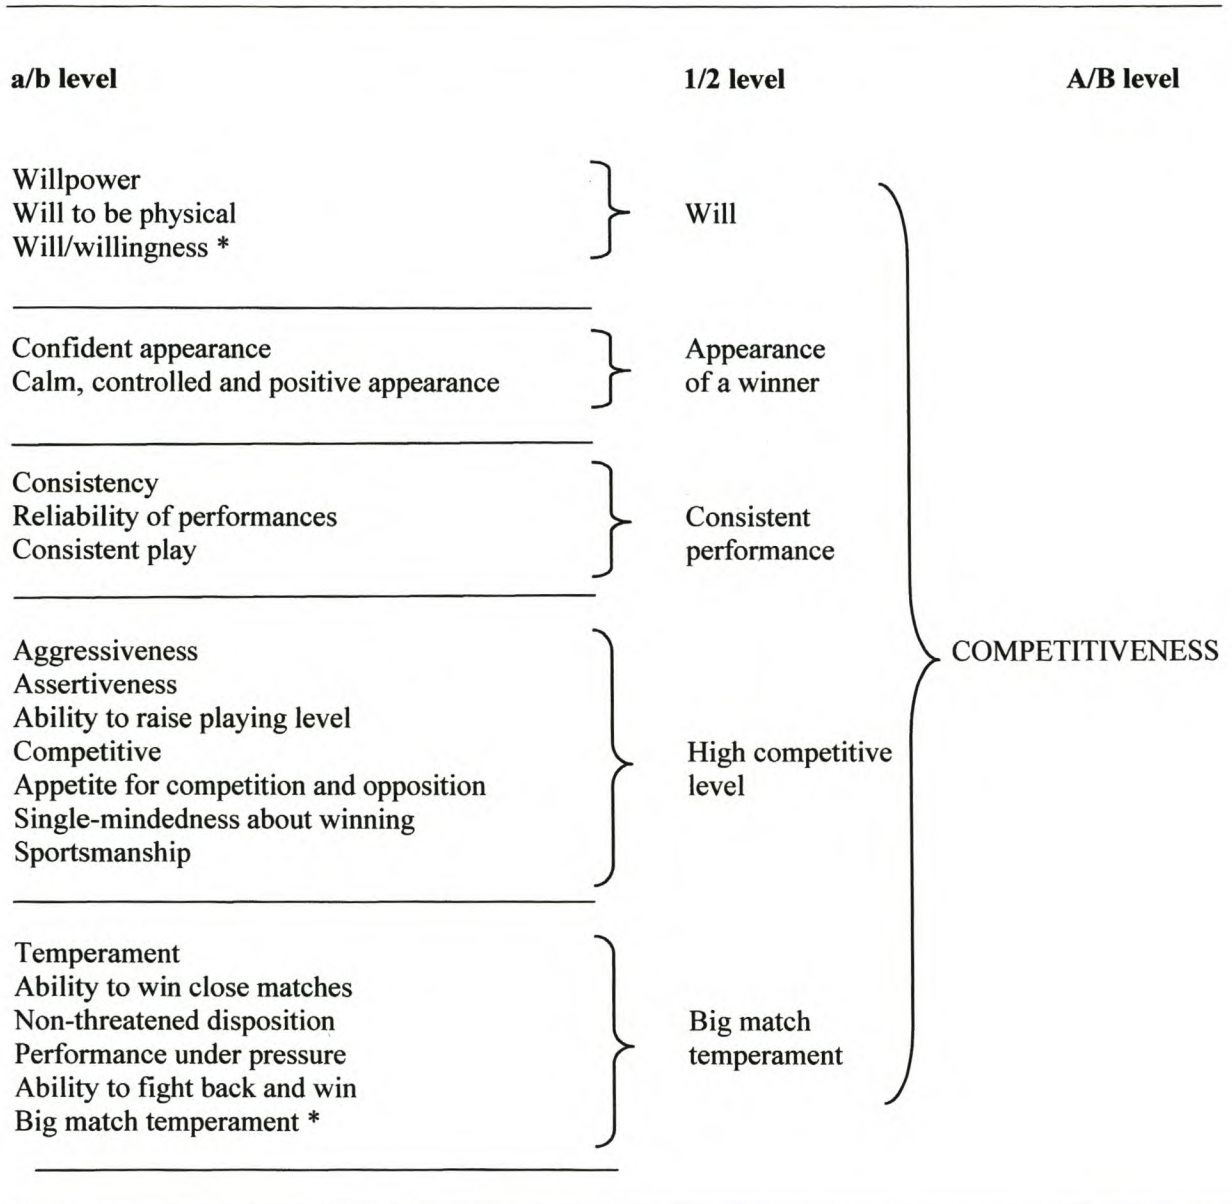 a/b level 1/2 level A/B level
Willpower
Will to be physical
Will/willingness *
Will
Confident appearance
Calm, controlled and positive appearance
Appearance
of a winner
Consistency
Reliability of performances
Consistent play
Consistent
performance
Aggressiveness
Assertiveness
Ability to raise playing level
Competitive
Appetite for competition and opposition
Single-mindedness about winning
Sportsmanship
High competitive
level
Temperament
Ability to win close matches
Non-threatened disposition
Performance under pressure
Ability to fight back and win
Big match temperament *
Big match
temperament
COMPETITIVENESS